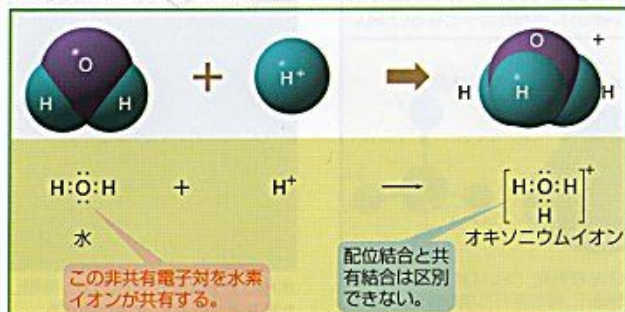 O H H + H+ O + H H H
H:Ö:H + H⁺ → [H:Ö:H]⁺
H
水
オキソニウムイオン
この非共有電子対を水素
イオンが共有する。
配位結合と共
有結合は区別
できない。